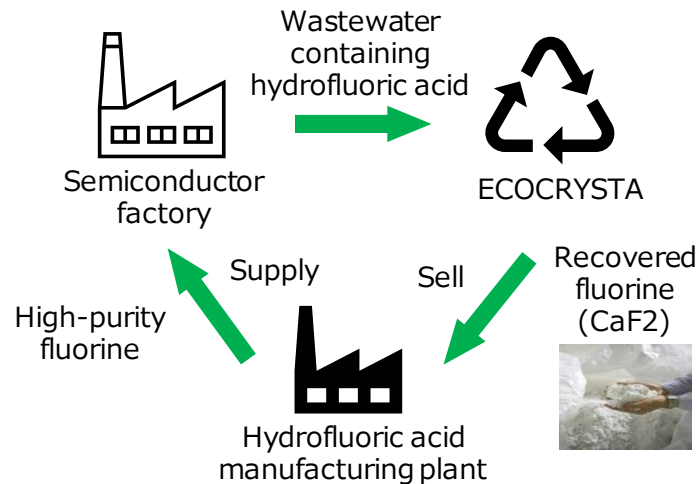 Wastewater
containing
hydrofluoric acid
Semiconductor
factory
ECOCRYSTA
Supply
Sell
Recovered
fluorine
(CaF2)
High-purity
fluorine
Hydrofluoric acid
manufacturing plant